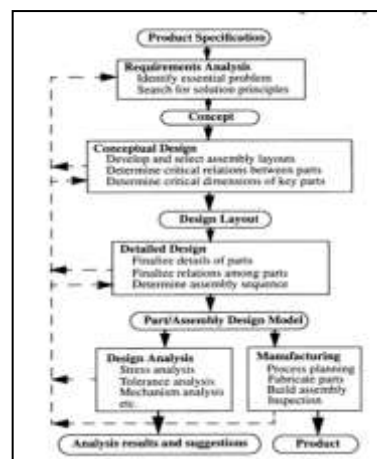 Product Specification
Requirements Analysis
Identify essential problem
Search for solution principles
Concept
Conceptual Design
Develop and select assembly layouts
Determine critical relations between parts
Determine critical dimensions of key parts
Design Layout
Detailed Design
Finalize details of parts
Finalize relations among parts
Determine assembly sequence
Part/Assembly Design Model
Design Analysis
Stress analysis
Tolerance analysis
Mechanism analysis
etc.
Manufacturing
Process planning
Fabricate parts
Build assembly
Inspection
Analysis results and suggestions
Product